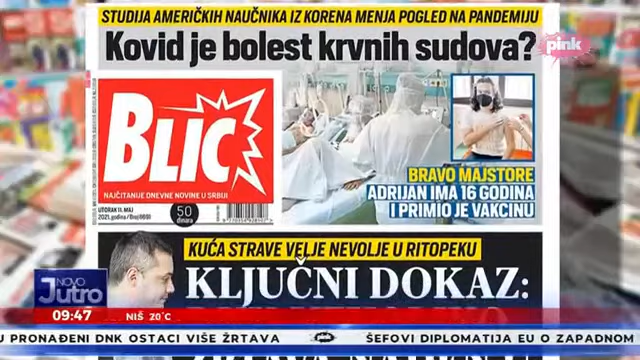 STUDIJA AMERIČKIH NAUČNIKA IZ KORENA MENJA POGLED NA PANDEMIJU
Kovid je bolest krvnih sudova?
pink
BLIC
NAJČITANIJE DNEVNE NOVINE U SRBIJI
UTORAK 11. MAJ
2021. godina / Broj
50
dinara
BRAVO MAJSTORE
ADRIJAN IMA 16 GODINA
I PRIMIO JE VAKCINU
KUĆA STRAVE VELJE NEVOLJE U RITOPEKU
KLJUČNI DOKAZ:
NOVO
Jutro
09:47 NIŠ 20°C
U PRONAĐENI DNK OSTACI VIŠE ŽRTAVA pink ŠEFOVI DIPLOMATIJA EU O ZAPADNOM